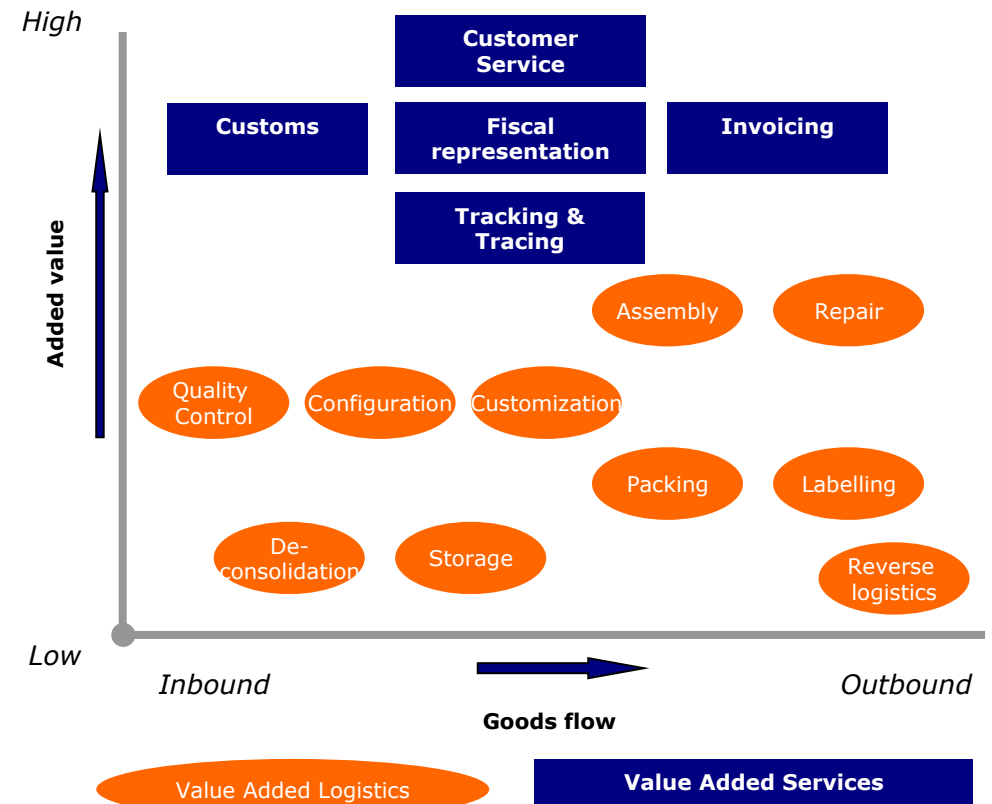 High
Customer
Service
Customs
Fiscal
representation
Invoicing
Tracking &
Tracing
Added value
Assembly
Repair
Quality
Control
Configuration
Customization
Packing
Labelling
De-
consolidation
Storage
Reverse
logistics
Low
Inbound
Outbound
Goods flow
Value Added Logistics
Value Added Services